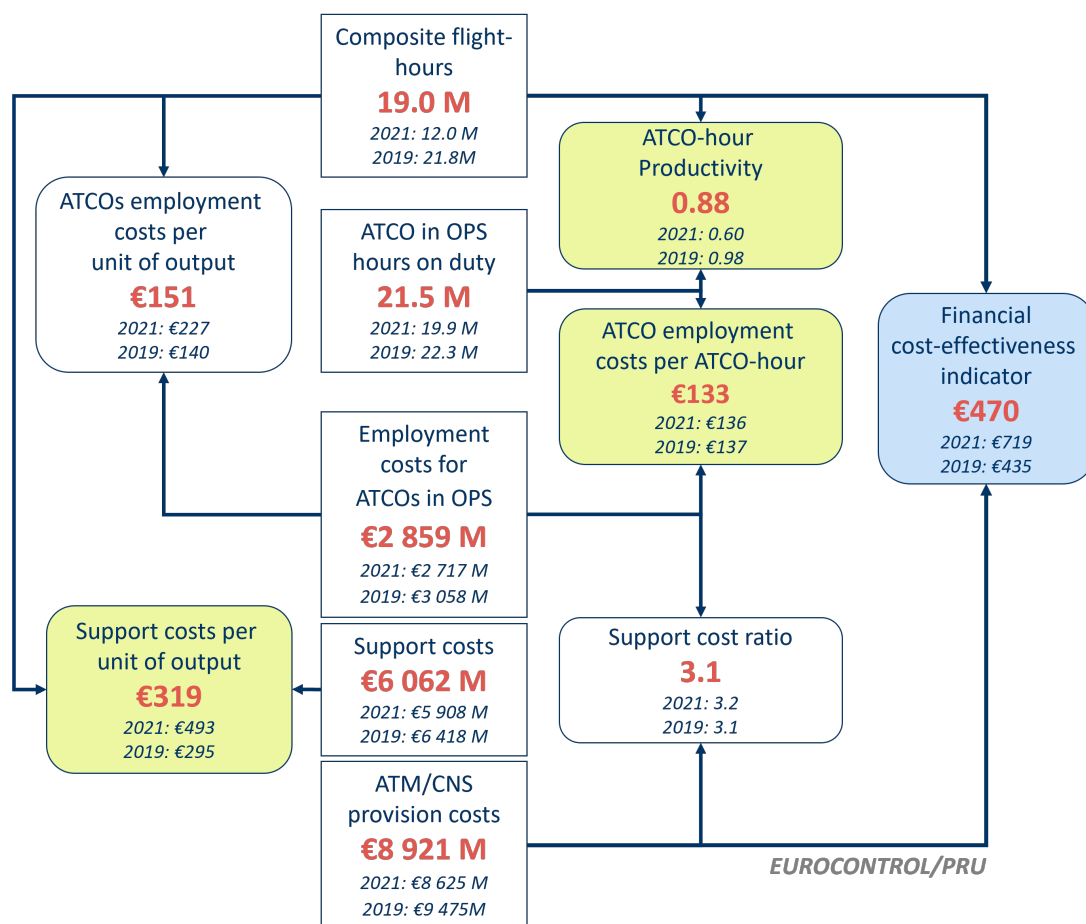 Composite flight-
hours
19.0 M
2021: 12.0 M
2019: 21.8M
ATCO-hour
Productivity
0.88
2021: 0.60
2019: 0.98
ATCOs employment
costs per
unit of output
€151
2021: €227
2019: €140
ATCO in OPS
hours on duty
21.5 M
2021: 19.9 M
2019: 22.3 M
ATCO employment
costs per ATCO-hour
€133
2021: €136
2019: €137
Financial
cost-effectiveness
indicator
€470
2021: €719
2019: €435
Employment
costs for
ATCOs in OPS
€2 859 M
2021: €2 717 M
2019: €3 058 M
Support costs per
unit of output
€319
2021: €493
2019: €295
Support costs
€6 062 M
2021: €5 908 M
2019: €6 418 M
Support cost ratio
3.1
2021: 3.2
2019: 3.1
ATM/CNS
provision costs
€8 921 M
2021: €8 625 M
2019: €9 475M
EUROCONTROL/PRU